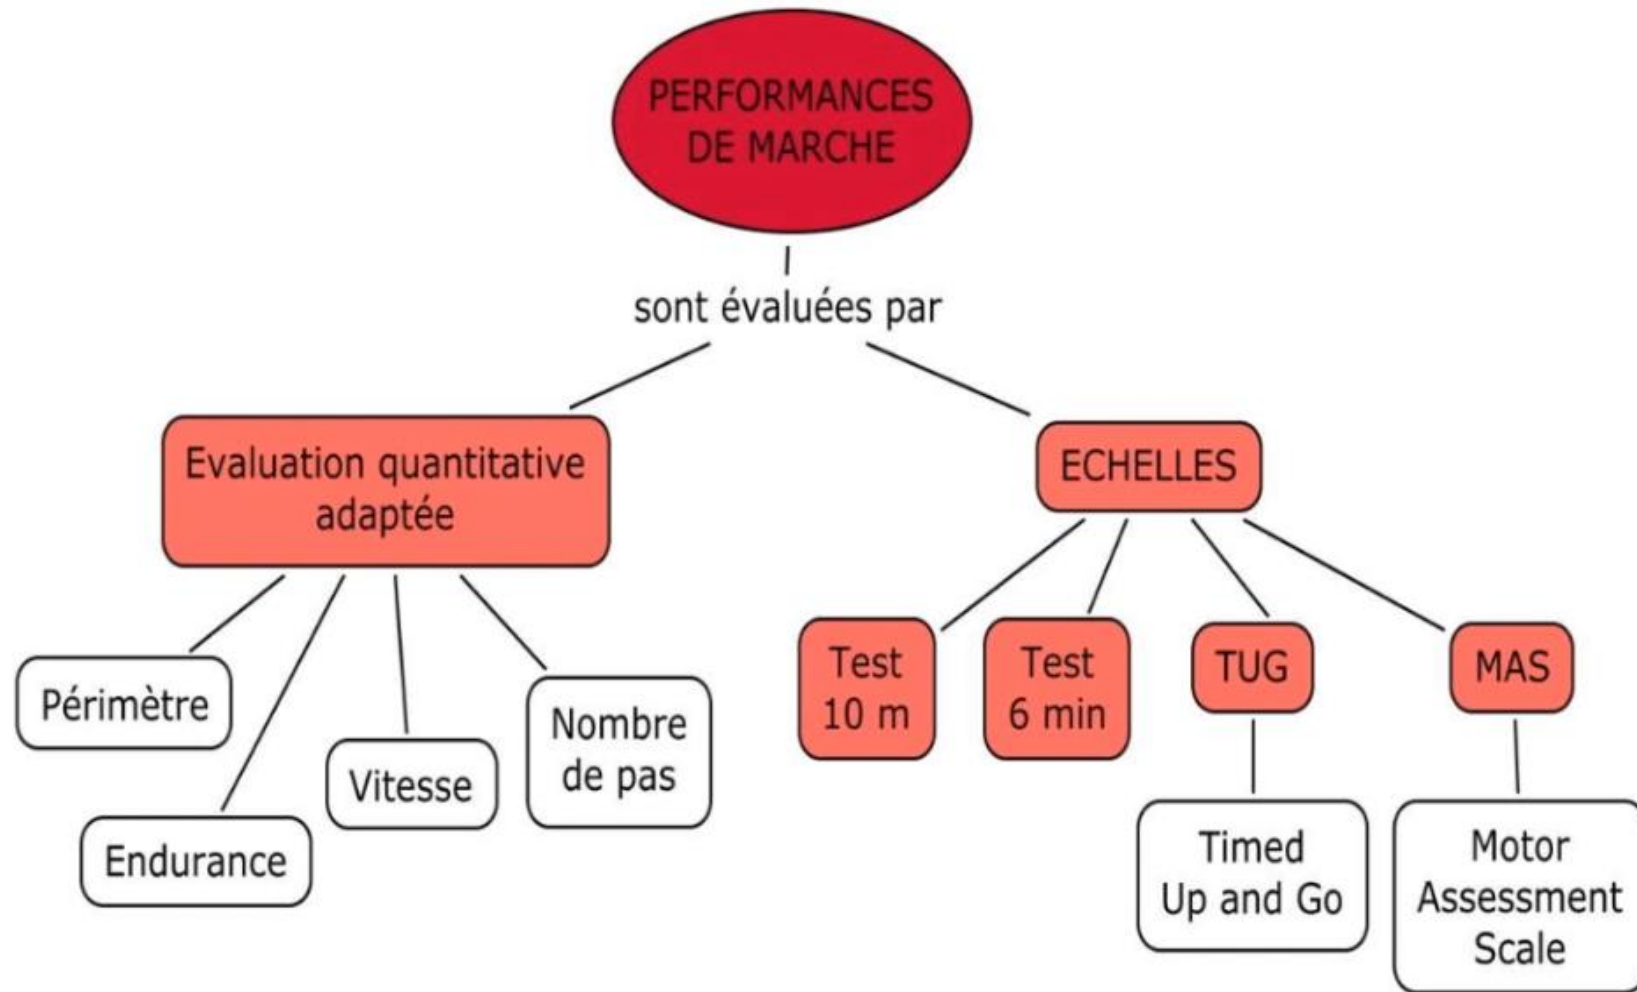 PERFORMANCES
DE MARCHE
sont évaluées par
Evaluation quantitative
adaptée
ECHELLES
Périmètre
Endurance
Vitesse
Nombre
de pas
Test
10 m
Test
6 min
TUG
MAS
Timed
Up and Go
Motor
Assessment
Scale